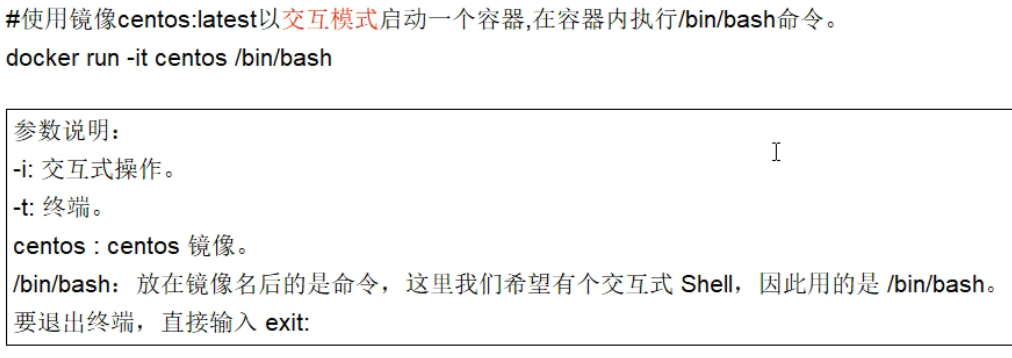 #使用镜像centos:latest以交互模式启动一个容器,在容器内执行/bin/bash命令。
docker run -it centos /bin/bash
参数说明：
-i: 交互式操作。
-t: 终端。
centos : centos 镜像。
/bin/bash：放在镜像名后的是命令，这里我们希望有个交互式 Shell，因此用的是 /bin/bash。
要退出终端，直接输入 exit: